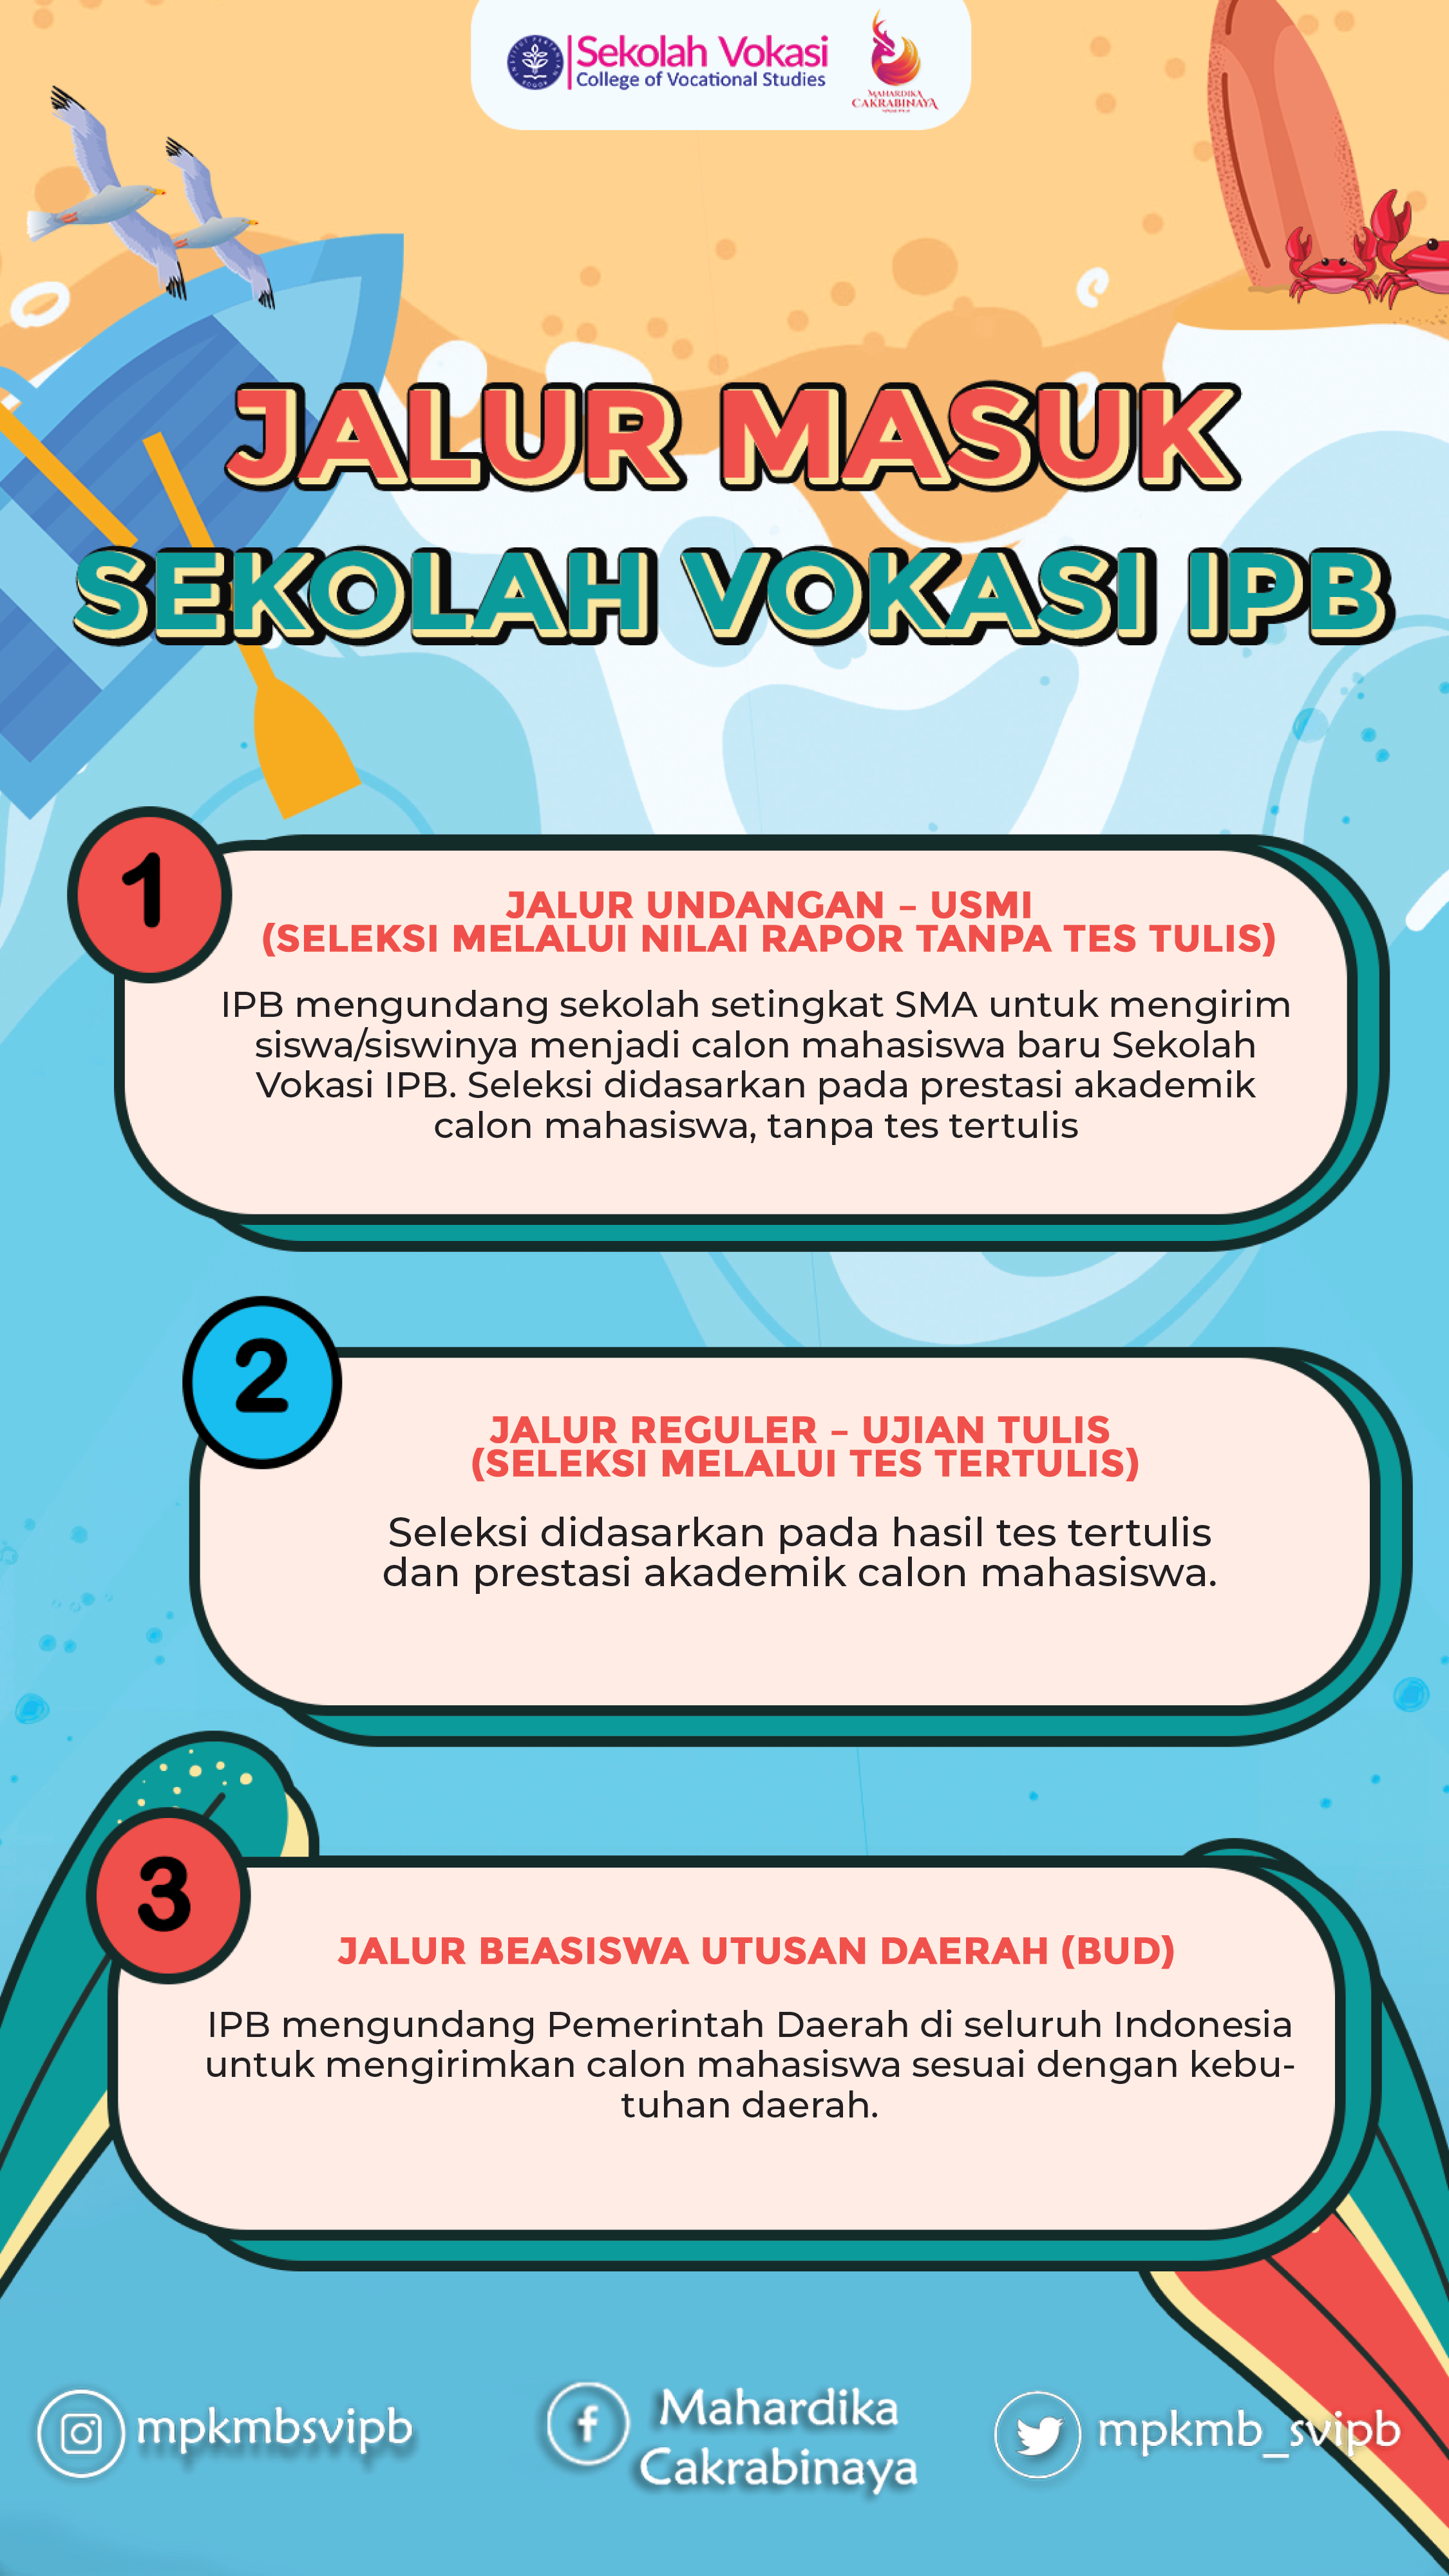 Sekolah Vokasi
College of Vocational Studies
MAHARDIKA
CAKRABINAYA
JALUR MASUK
SEKOLAH VOKASI IPB
1
JALUR UNDANGAN – USMI
(SELEKSI MELALUI NILAI RAPOR TANPA TES TULIS)
IPB mengundang sekolah setingkat SMA untuk mengirim
siswa/siswinya menjadi calon mahasiswa baru Sekolah
Vokasi IPB. Seleksi didasarkan pada prestasi akademik
calon mahasiswa, tanpa tes tertulis
2
JALUR REGULER – UJIAN TULIS
(SELEKSI MELALUI TES TERTULIS)
Seleksi didasarkan pada hasil tes tertulis
dan prestasi akademik calon mahasiswa.
3
JALUR BEASISWA UTUSAN DAERAH (BUD)
IPB mengundang Pemerintah Daerah di seluruh Indonesia
untuk mengirimkan calon mahasiswa sesuai dengan kebu-
tuhan daerah.
mpkmbsvipb
Mahardika
Cakrabinaya
mpkmb_svipb